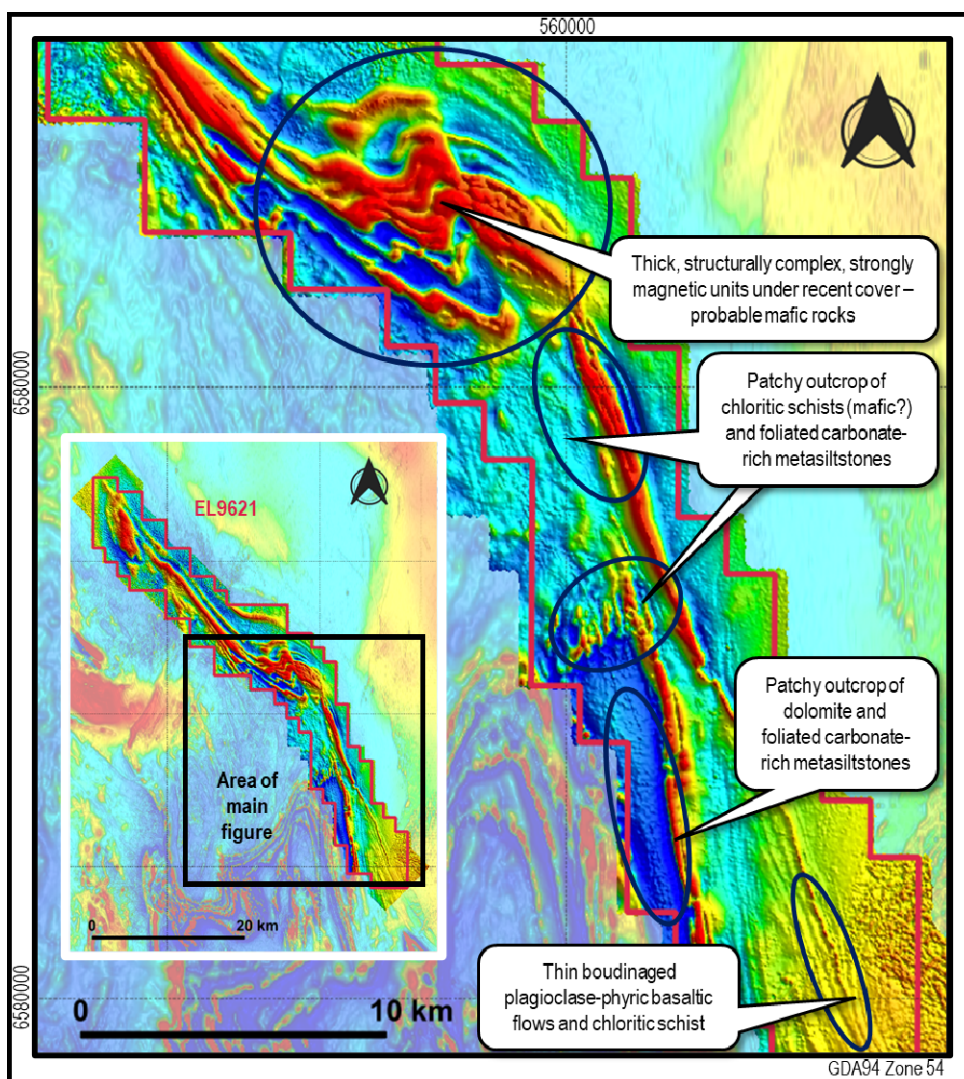 560000
Thick, structurally complex, strongly
magnetic units under recent cover –
probable mafic rocks
6580000
Patchy outcrop of
chloritic schists (mafic?)
and foliated carbonate-
rich metasiltstones
EL9621
Area of
main
figure
0 20 km
Patchy outcrop of
dolomite and
foliated carbonate-
rich metasiltstones
Thin boudinaged
plagioclase-phyric basaltic
flows and chloritic schist
6580000
0 10 km
GDA94 Zone 54